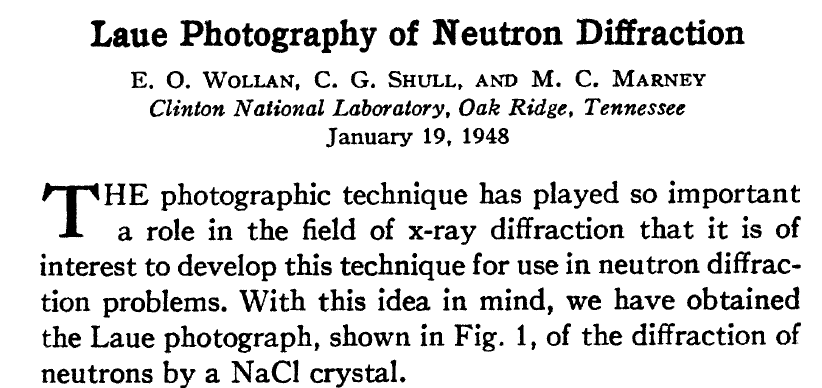 Laue Photography of Neutron Diffraction
E. O. WOLLAN, C. G. SHULL, AND M. C. MARNEY
Clinton National Laboratory, Oak Ridge, Tennessee
January 19, 1948
THE photographic technique has played so important
a role in the field of x-ray diffraction that it is of
interest to develop this technique for use in neutron diffrac-
tion problems. With this idea in mind, we have obtained
the Laue photograph, shown in Fig. 1, of the diffraction of
neutrons by a NaCl crystal.